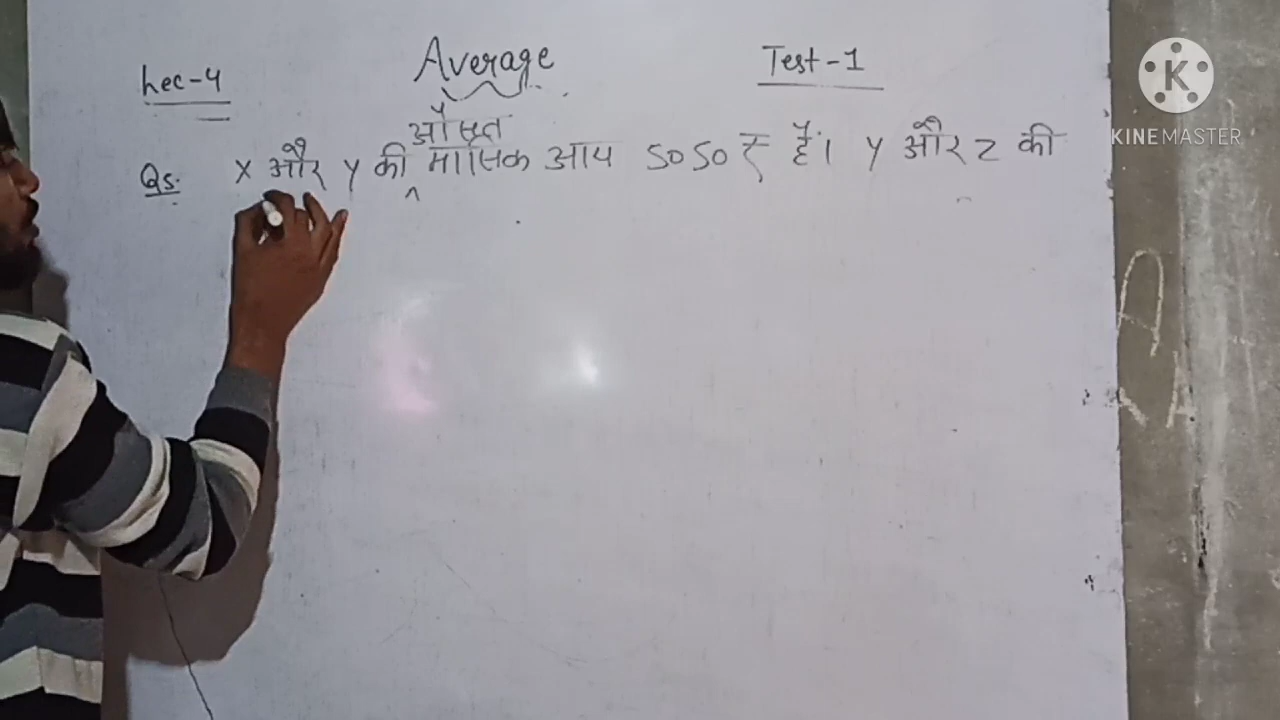 Lec-4 Average Test-1
औसत
Qs. X और Y की ^ मासिक आय 5050 ₹ है। Y और Z की
KINEMASTER
K
A
A